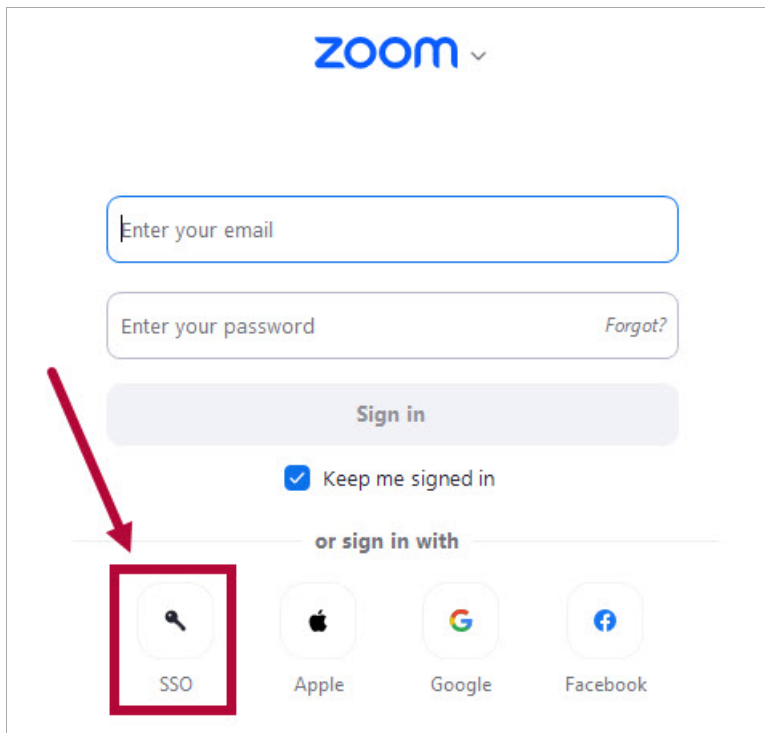 zoom
Enter your email
Enter your password Forgot?
Sign in
Keep me signed in
or sign in with
SSO Apple Google Facebook